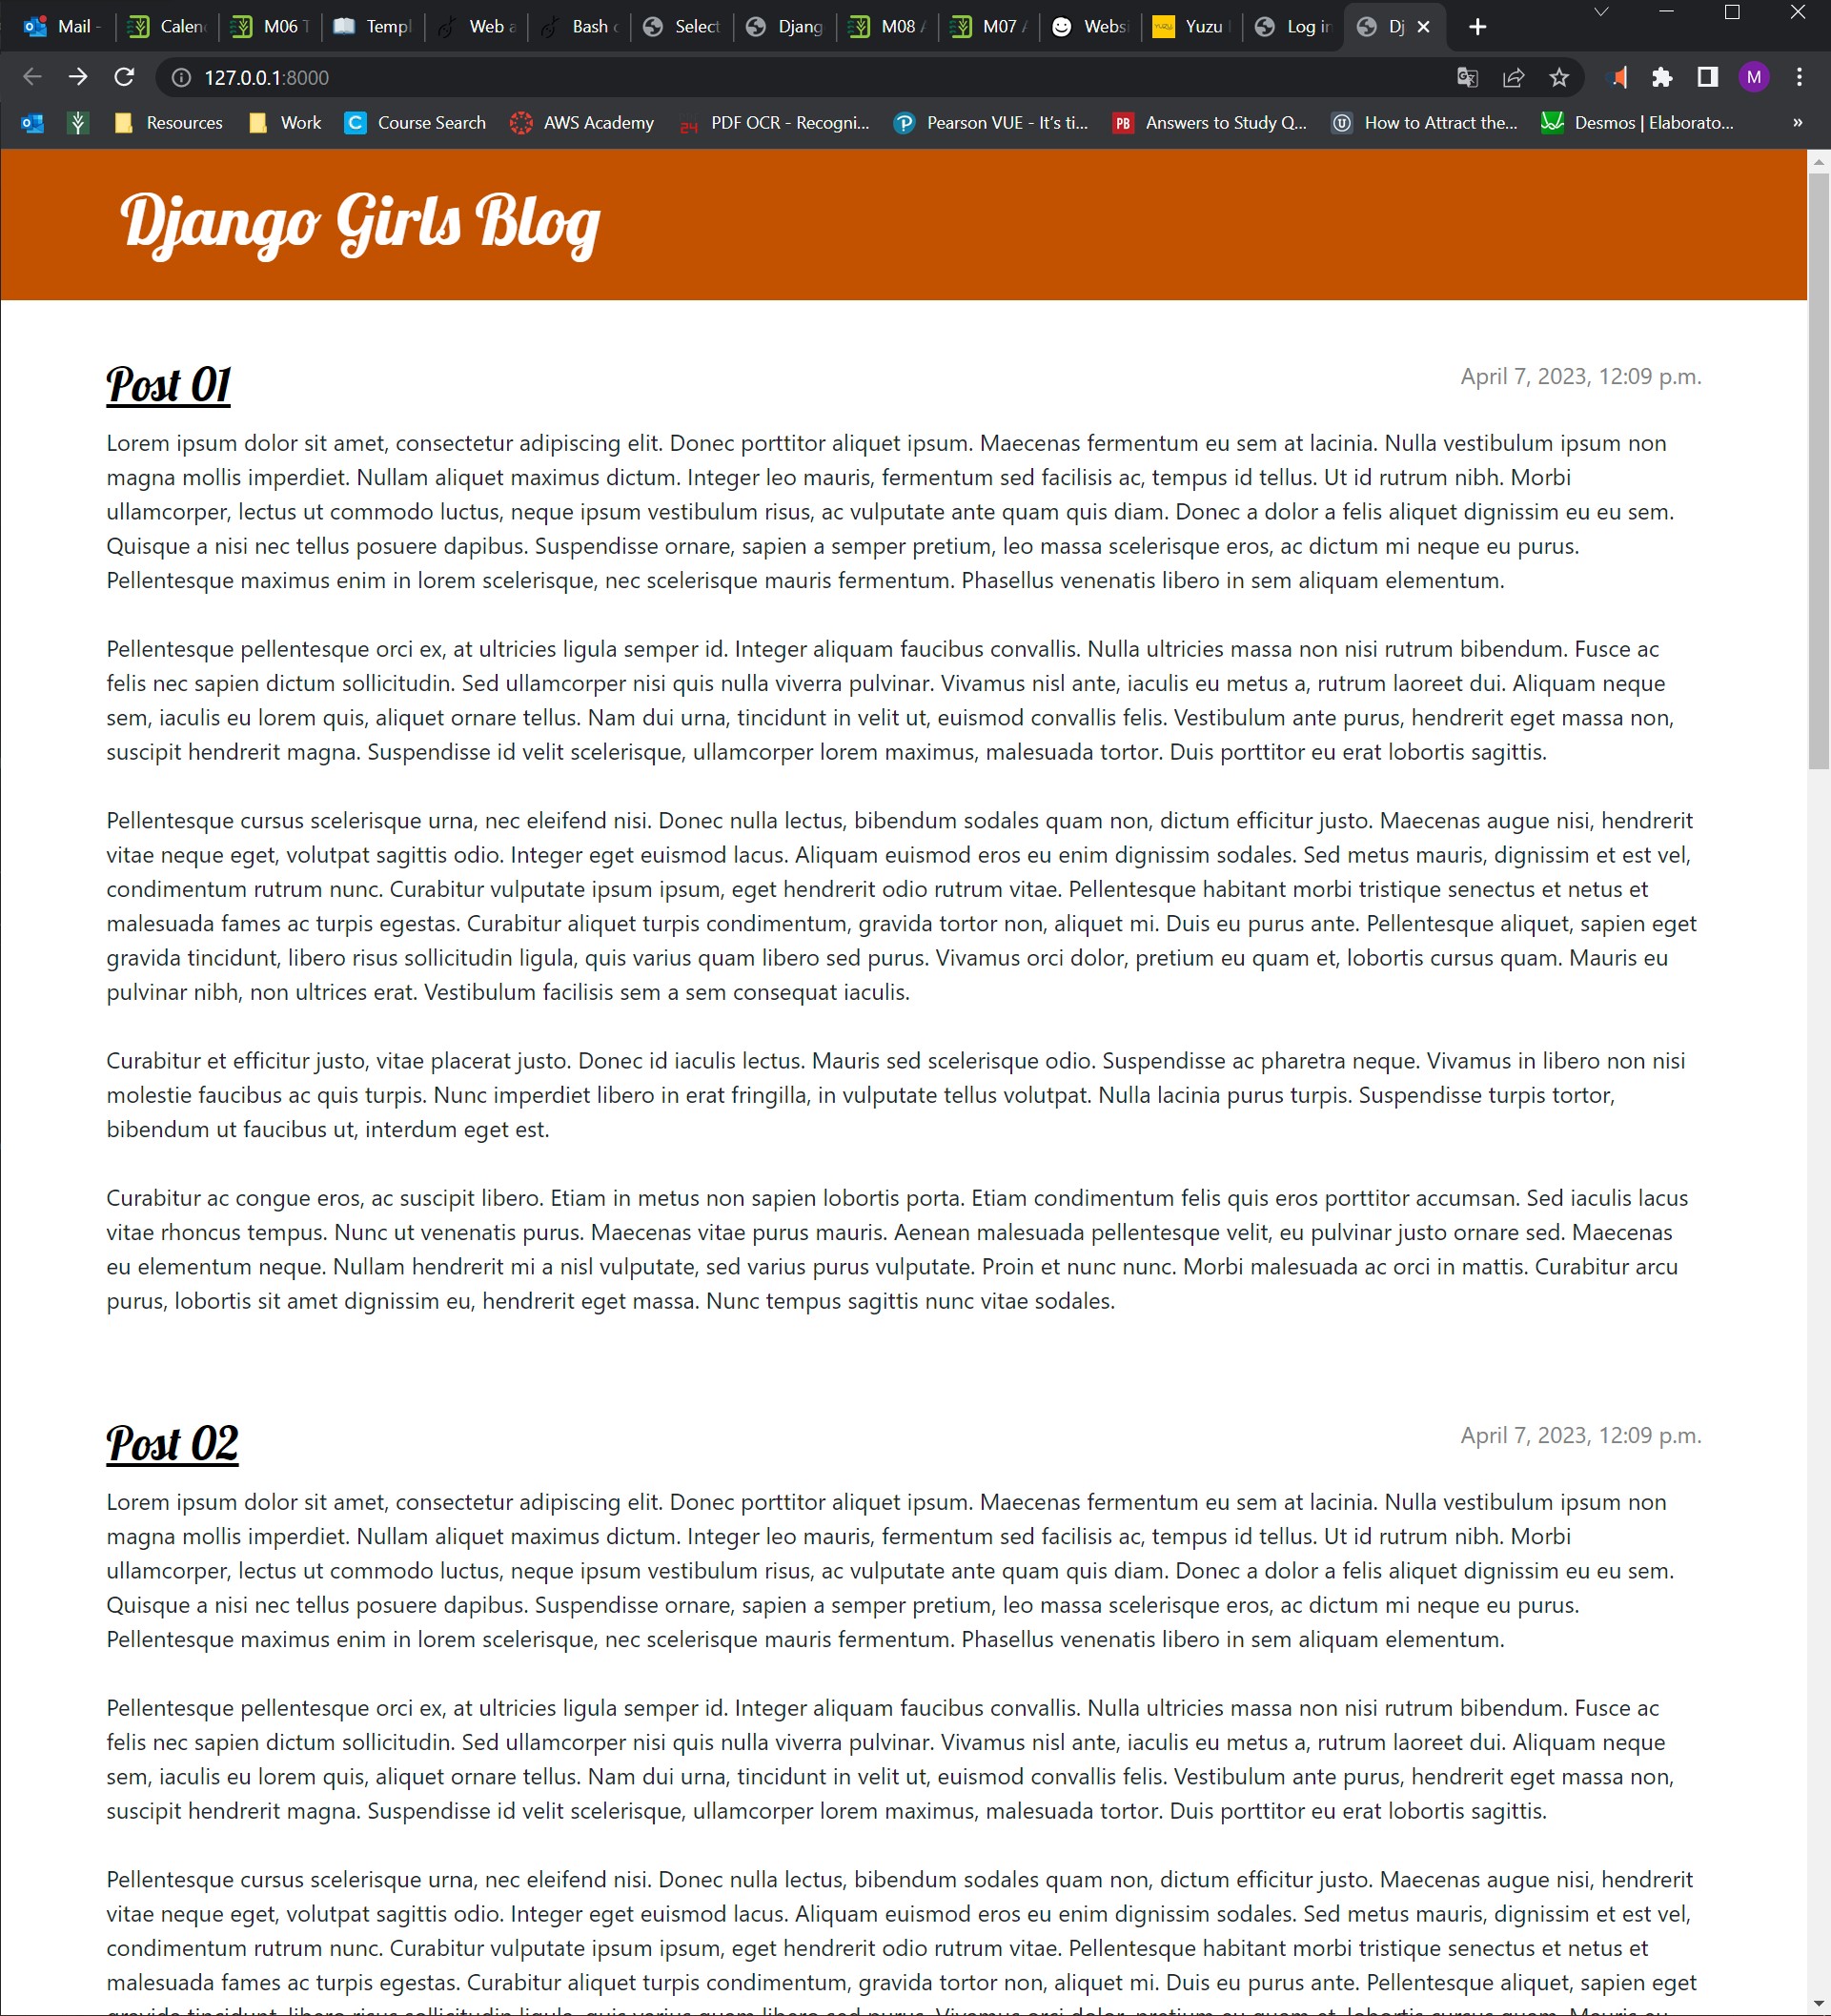 Mail -
Calen
M06 T
Templ
Web a
Bash c
Select
Djang
M08 A
M07 A
Websi
Yuzu
Log in
Dj
127.0.0.1:8000
M
Resources
Work
Course Search
AWS Academy
PDF OCR - Recogni...
Pearson VUE - It's ti...
Answers to Study Q...
How to Attract the...
Desmos | Elaborato...
Django Girls Blog
Post 01
April 7, 2023, 12:09 p.m.
Lorem ipsum dolor sit amet, consectetur adipiscing elit. Donec porttitor aliquet ipsum. Maecenas fermentum eu sem at lacinia. Nulla vestibulum ipsum non
magna mollis imperdiet. Nullam aliquet maximus dictum. Integer leo mauris, fermentum sed facilisis ac, tempus id tellus. Ut id rutrum nibh. Morbi
ullamcorper, lectus ut commodo luctus, neque ipsum vestibulum risus, ac vulputate ante quam quis diam. Donec a dolor a felis aliquet dignissim eu eu sem.
Quisque a nisi nec tellus posuere dapibus. Suspendisse ornare, sapien a semper pretium, leo massa scelerisque eros, ac dictum mi neque eu purus.
Pellentesque maximus enim in lorem scelerisque, nec scelerisque mauris fermentum. Phasellus venenatis libero in sem aliquam elementum.
Pellentesque pellentesque orci ex, at ultricies ligula semper id. Integer aliquam faucibus convallis. Nulla ultricies massa non nisi rutrum bibendum. Fusce ac
felis nec sapien dictum sollicitudin. Sed ullamcorper nisi quis nulla viverra pulvinar. Vivamus nisl ante, iaculis eu metus a, rutrum laoreet dui. Aliquam neque
sem, iaculis eu lorem quis, aliquet ornare tellus. Nam dui urna, tincidunt in velit ut, euismod convallis felis. Vestibulum ante purus, hendrerit eget massa non,
suscipit hendrerit magna. Suspendisse id velit scelerisque, ullamcorper lorem maximus, malesuada tortor. Duis porttitor eu erat lobortis sagittis.
Pellentesque cursus scelerisque urna, nec eleifend nisi. Donec nulla lectus, bibendum sodales quam non, dictum efficitur justo. Maecenas augue nisi, hendrerit
vitae neque eget, volutpat sagittis odio. Integer eget euismod lacus. Aliquam euismod eros eu enim dignissim sodales. Sed metus mauris, dignissim et est vel,
condimentum rutrum nunc. Curabitur vulputate ipsum ipsum, eget hendrerit odio rutrum vitae. Pellentesque habitant morbi tristique senectus et netus et
malesuada fames ac turpis egestas. Curabitur aliquet turpis condimentum, gravida tortor non, aliquet mi. Duis eu purus ante. Pellentesque aliquet, sapien eget
gravida tincidunt, libero risus sollicitudin ligula, quis varius quam libero sed purus. Vivamus orci dolor, pretium eu quam et, lobortis cursus quam. Mauris eu
pulvinar nibh, non ultrices erat. Vestibulum facilisis sem a sem consequat iaculis.
Curabitur et efficitur justo, vitae placerat justo. Donec id iaculis lectus. Mauris sed scelerisque odio. Suspendisse ac pharetra neque. Vivamus in libero non nisi
molestie faucibus ac quis turpis. Nunc imperdiet libero in erat fringilla, in vulputate tellus volutpat. Nulla lacinia purus turpis. Suspendisse turpis tortor,
bibendum ut faucibus ut, interdum eget est.
Curabitur ac congue eros, ac suscipit libero. Etiam in metus non sapien lobortis porta. Etiam condimentum felis quis eros porttitor accumsan. Sed iaculis lacus
vitae rhoncus tempus. Nunc ut venenatis purus. Maecenas vitae purus mauris. Aenean malesuada pellentesque velit, eu pulvinar justo ornare sed. Maecenas
eu elementum neque. Nullam hendrerit mi a nisl vulputate, sed varius purus vulputate. Proin et nunc nunc. Morbi malesuada ac orci in mattis. Curabitur arcu
purus, lobortis sit amet dignissim eu, hendrerit eget massa. Nunc tempus sagittis nunc vitae sodales.
Post 02
April 7, 2023, 12:09 p.m.
Lorem ipsum dolor sit amet, consectetur adipiscing elit. Donec porttitor aliquet ipsum. Maecenas fermentum eu sem at lacinia. Nulla vestibulum ipsum non
magna mollis imperdiet. Nullam aliquet maximus dictum. Integer leo mauris, fermentum sed facilisis ac, tempus id tellus. Ut id rutrum nibh. Morbi
ullamcorper, lectus ut commodo luctus, neque ipsum vestibulum risus, ac vulputate ante quam quis diam. Donec a dolor a felis aliquet dignissim eu eu sem.
Quisque a nisi nec tellus posuere dapibus. Suspendisse ornare, sapien a semper pretium, leo massa scelerisque eros, ac dictum mi neque eu purus.
Pellentesque maximus enim in lorem scelerisque, nec scelerisque mauris fermentum. Phasellus venenatis libero in sem aliquam elementum.
Pellentesque pellentesque orci ex, at ultricies ligula semper id. Integer aliquam faucibus convallis. Nulla ultricies massa non nisi rutrum bibendum. Fusce ac
felis nec sapien dictum sollicitudin. Sed ullamcorper nisi quis nulla viverra pulvinar. Vivamus nisl ante, iaculis eu metus a, rutrum laoreet dui. Aliquam neque
sem, iaculis eu lorem quis, aliquet ornare tellus. Nam dui urna, tincidunt in velit ut, euismod convallis felis. Vestibulum ante purus, hendrerit eget massa non,
suscipit hendrerit magna. Suspendisse id velit scelerisque, ullamcorper lorem maximus, malesuada tortor. Duis porttitor eu erat lobortis sagittis.
Pellentesque cursus scelerisque urna, nec eleifend nisi. Donec nulla lectus, bibendum sodales quam non, dictum efficitur justo. Maecenas augue nisi, hendrerit
vitae neque eget, volutpat sagittis odio. Integer eget euismod lacus. Aliquam euismod eros eu enim dignissim sodales. Sed metus mauris, dignissim et est vel,
condimentum rutrum nunc. Curabitur vulputate ipsum ipsum, eget hendrerit odio rutrum vitae. Pellentesque habitant morbi tristique senectus et netus et
malesuada fames ac turpis egestas. Curabitur aliquet turpis condimentum, gravida tortor non, aliquet mi. Duis eu purus ante. Pellentesque aliquet, sapien eget